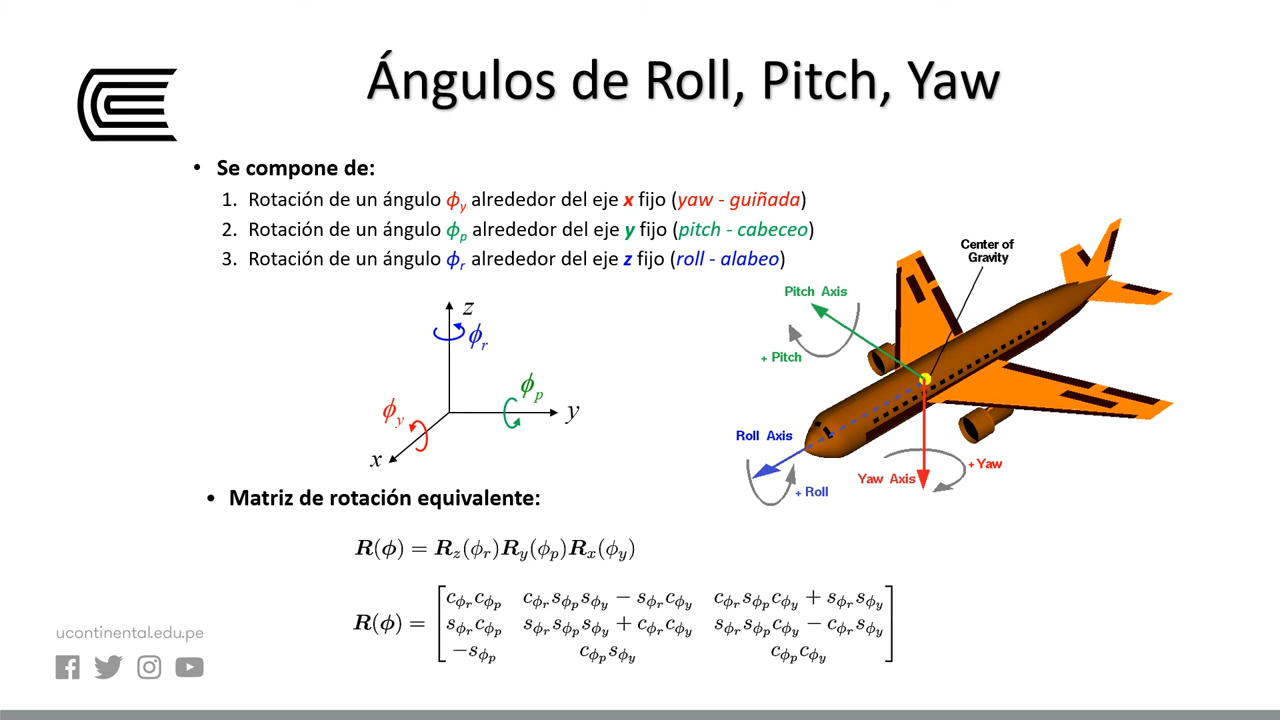 Ángulos de Roll, Pitch, Yaw
• Se compone de:
1. Rotación de un ángulo ϕy alrededor del eje x fijo (yaw - guiñada)
2. Rotación de un ángulo ϕp alrededor del eje y fijo (pitch - cabeceo)
3. Rotación de un ángulo ϕr alrededor del eje z fijo (roll - alabeo)
z
ϕr
ϕp
y
ϕy
x
Center of
Gravity
Pitch Axis
+ Pitch
Roll Axis
+ Roll
Yaw Axis
+ Yaw
• Matriz de rotación equivalente:
R(ϕ) = Rz(ϕr)Ry(ϕp)Rx(ϕy)
R(ϕ) =
cϕr cϕp cϕr sϕp sϕy − sϕr cϕy cϕr sϕp cϕy + sϕr sϕy
sϕr cϕp sϕr sϕp sϕy + cϕr cϕy sϕr sϕp cϕy − cϕr sϕy
−sϕp cϕp sϕy cϕp cϕy
ucontinental.edu.pe